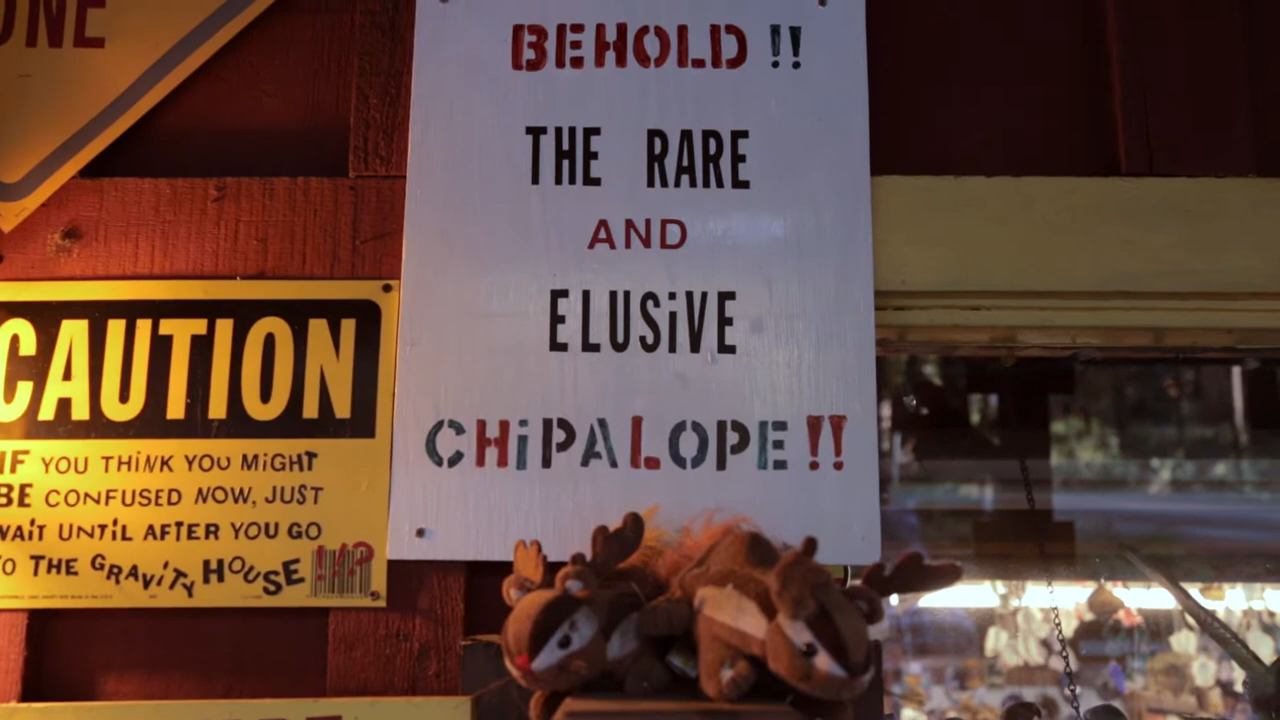 BEHOLD !!
THE RARE
AND
ELUSiVE
CHiPALOPE !!
CAUTION
IF YOU THiNK YOU MiGHT
BE CONFUSED NOW, JUST
WAiT UNTiL AFTER YOU GO
TO THE GRAViTY HOUSE !!??